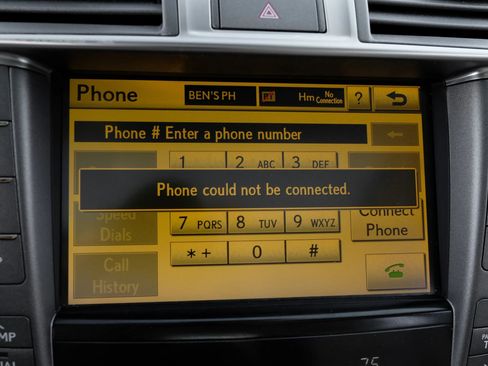 Phone BEN'S PH Hm No Connection ?
Phone # Enter a phone number
1 2 ABC 3 DEF
Phone could not be connected.
Speed Dials 7 PQRS 8 TUV 9 WXYZ Connect Phone
* + 0 #
Call History
75